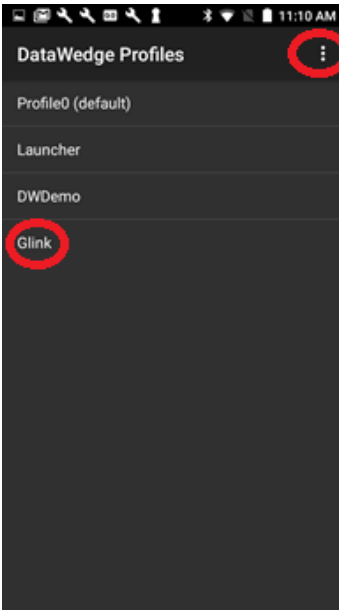 11:10 AM
DataWedge Profiles
Profile0 (default)
Launcher
DWDemo
Glink